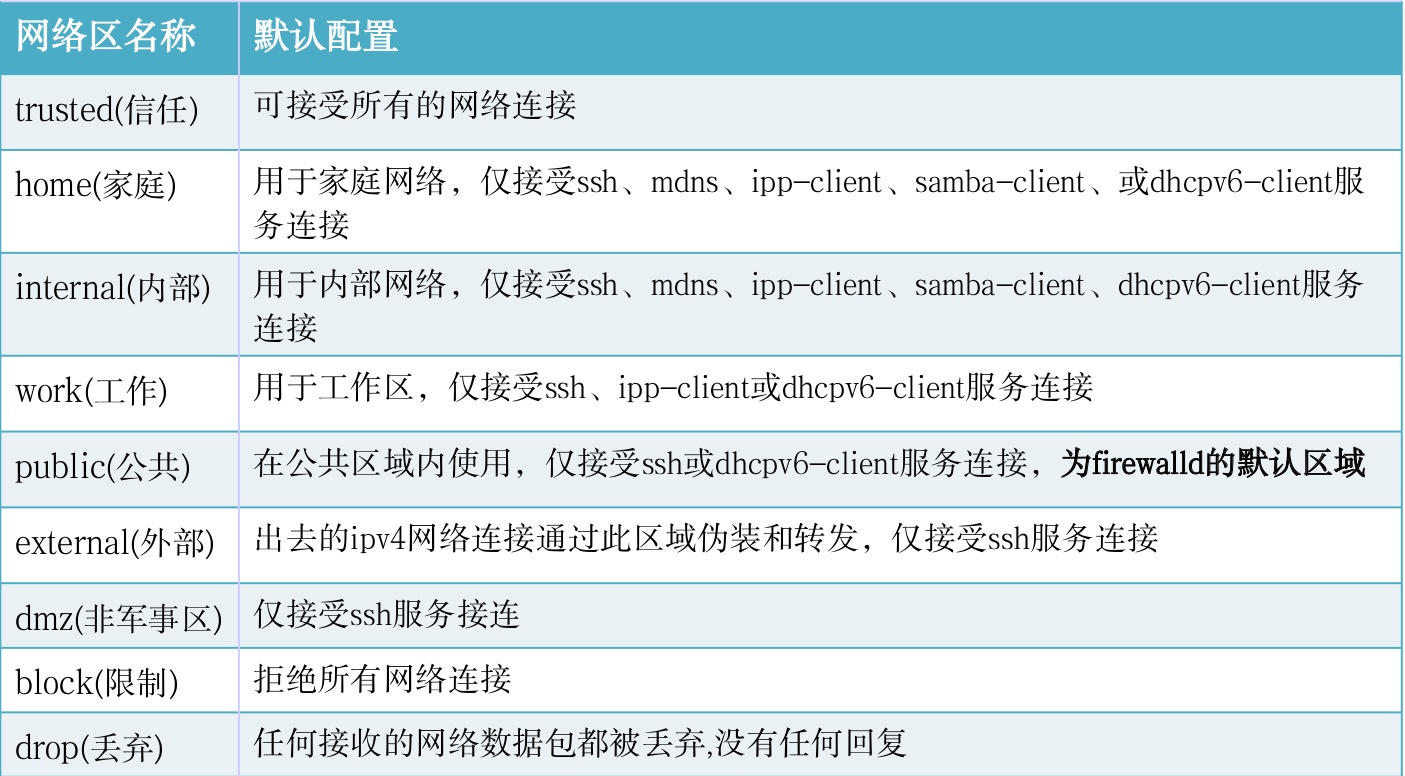 网络区名称 默认配置
trusted(信任) 可接受所有的网络连接
home(家庭) 用于家庭网络，仅接受ssh、mdns、ipp-client、samba-client、或dhcpv6-client服
务连接
internal(内部) 用于内部网络，仅接受ssh、mdns、ipp-client、samba-client、dhcpv6-client服务
连接
work(工作) 用于工作区，仅接受ssh、ipp-client或dhcpv6-client服务连接
public(公共) 在公共区域内使用，仅接受ssh或dhcpv6-client服务连接，为firewalld的默认区域
external(外部) 出去的ipv4网络连接通过此区域伪装和转发，仅接受ssh服务连接
dmz(非军事区) 仅接受ssh服务接连
block(限制) 拒绝所有网络连接
drop(丢弃) 任何接收的网络数据包都被丢弃,没有任何回复